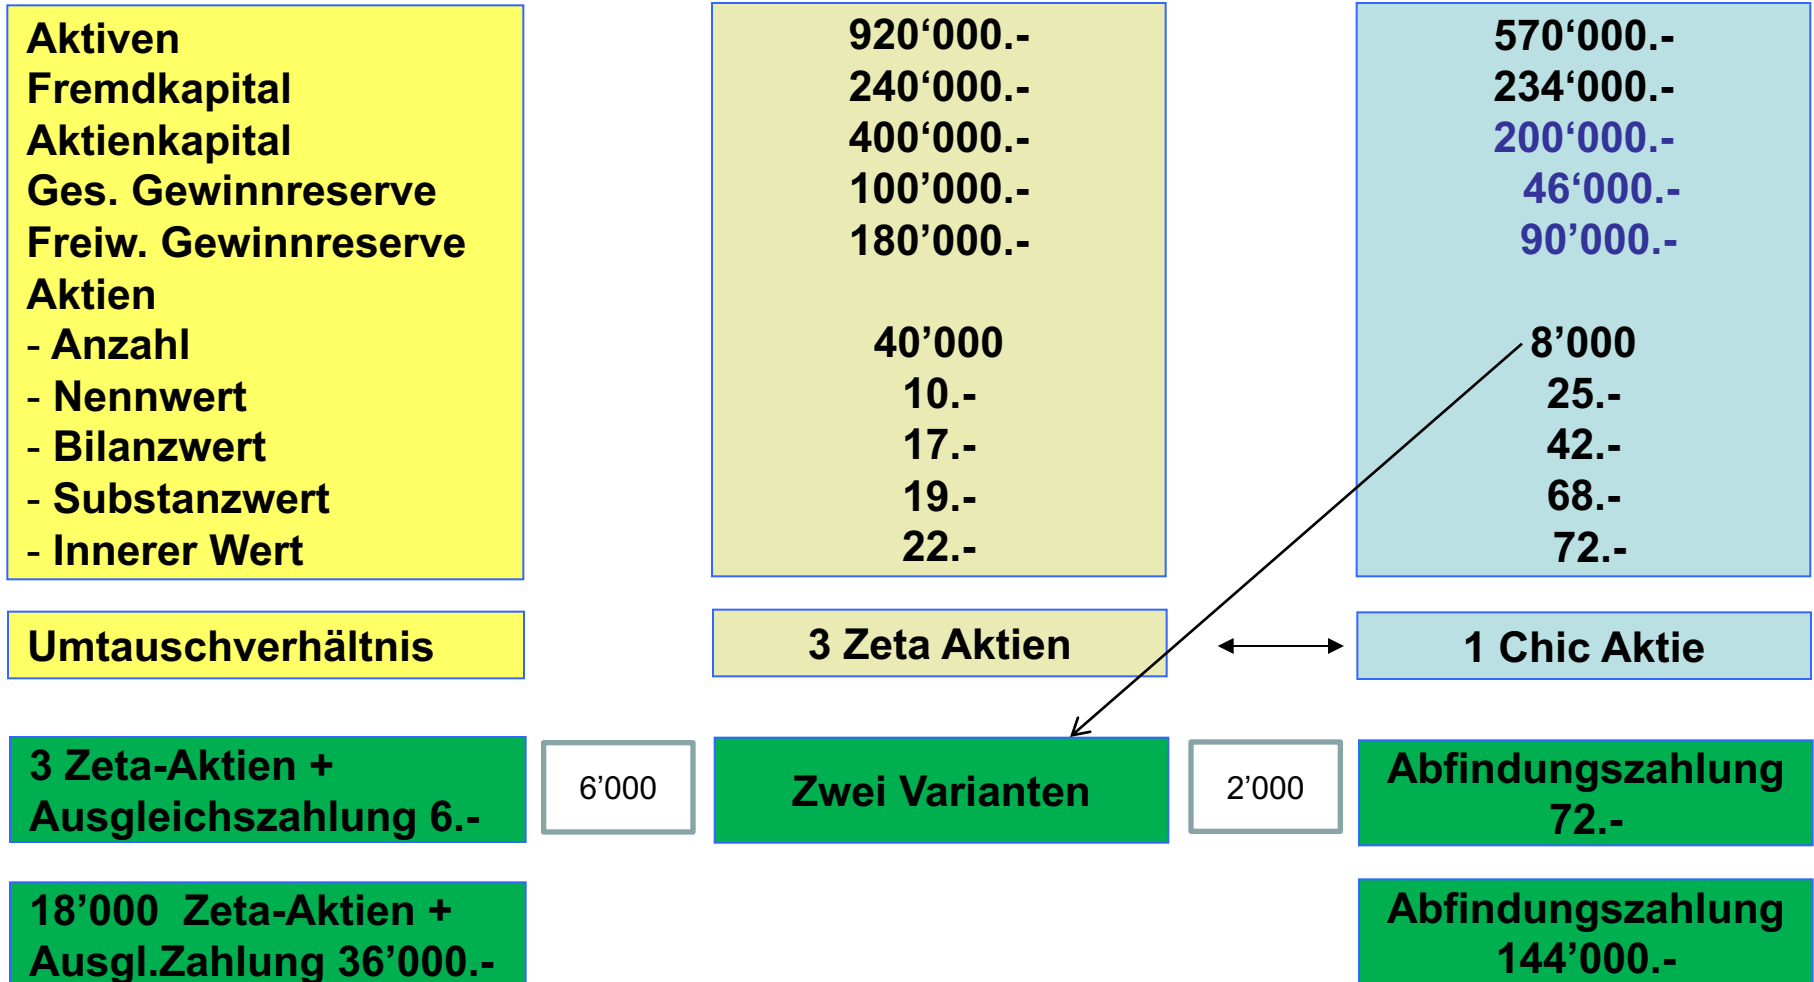 Aktiven 920‘000.- 570‘000.-
Fremdkapital 240‘000.- 234‘000.-
Aktienkapital 400‘000.- 200‘000.-
Ges. Gewinnreserve 100’000.- 46‘000.-
Freiw. Gewinnreserve 180’000.- 90’000.-
Aktien
- Anzahl 40’000 8’000
- Nennwert 10.- 25.-
- Bilanzwert 17.- 42.-
- Substanzwert 19.- 68.-
- Innerer Wert 22.- 72.-
Umtauschverhältnis 3 Zeta Aktien 1 Chic Aktie
3 Zeta-Aktien +
Ausgleichszahlung 6.-
6’000
Zwei Varianten
2’000
Abfindungszahlung
72.-
18’000 Zeta-Aktien +
Ausgl.Zahlung 36’000.-
Abfindungszahlung
144’000.-